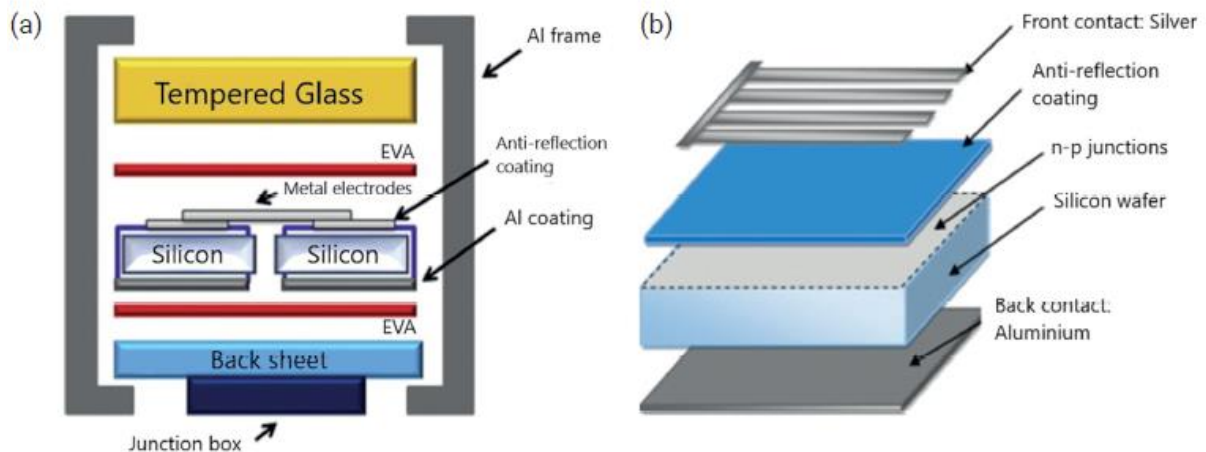 (a)
Al frame
Tempered Glass
EVA
Anti-reflection
coating
Metal electrodes
Al coating
Silicon
Silicon
EVA
Back sheet
Junction box
(b)
Front contact: Silver
Anti-reflection
coating
n-p junctions
Silicon wafer
Back contact:
Aluminium